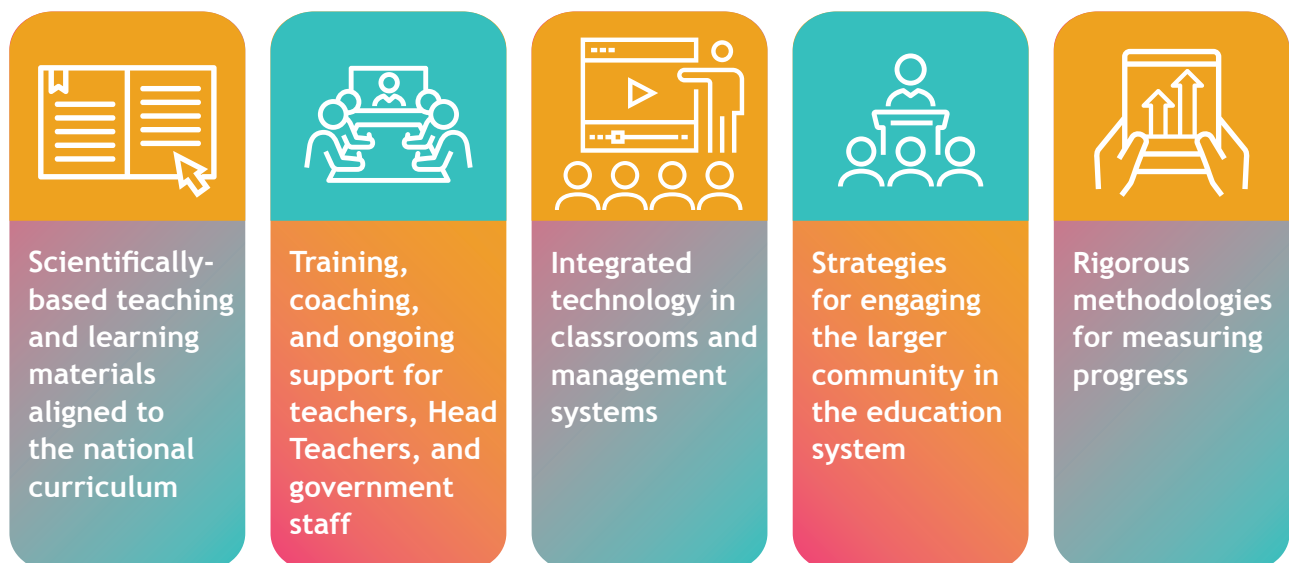 Scientifically-
based teaching
and learning
materials
aligned to
the national
curriculum
Training,
coaching,
and ongoing
support for
teachers, Head
Teachers, and
government
staff
Integrated
technology in
classrooms and
management
systems
Strategies
for engaging
the larger
community in
the education
system
Rigorous
methodologies
for measuring
progress